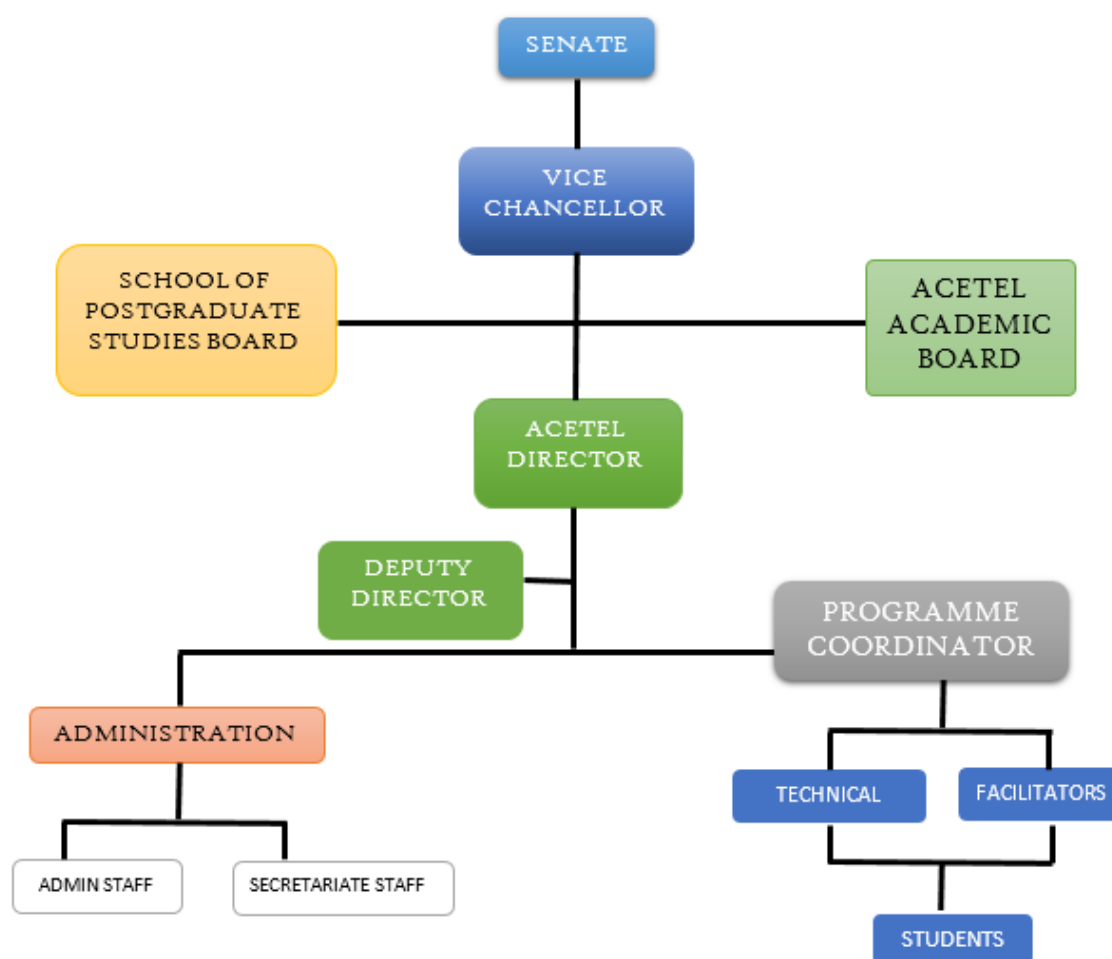 SENATE
VICE
CHANCELLOR
SCHOOL OF
POSTGRADUATE
STUDIES BOARD
ACETEL
ACADEMIC
BOARD
ACETEL
DIRECTOR
DEPUTY
DIRECTOR
PROGRAMME
COORDINATOR
ADMINISTRATION
TECHNICAL
FACILITATORS
ADMIN STAFF
SECRETARIATE STAFF
STUDENTS